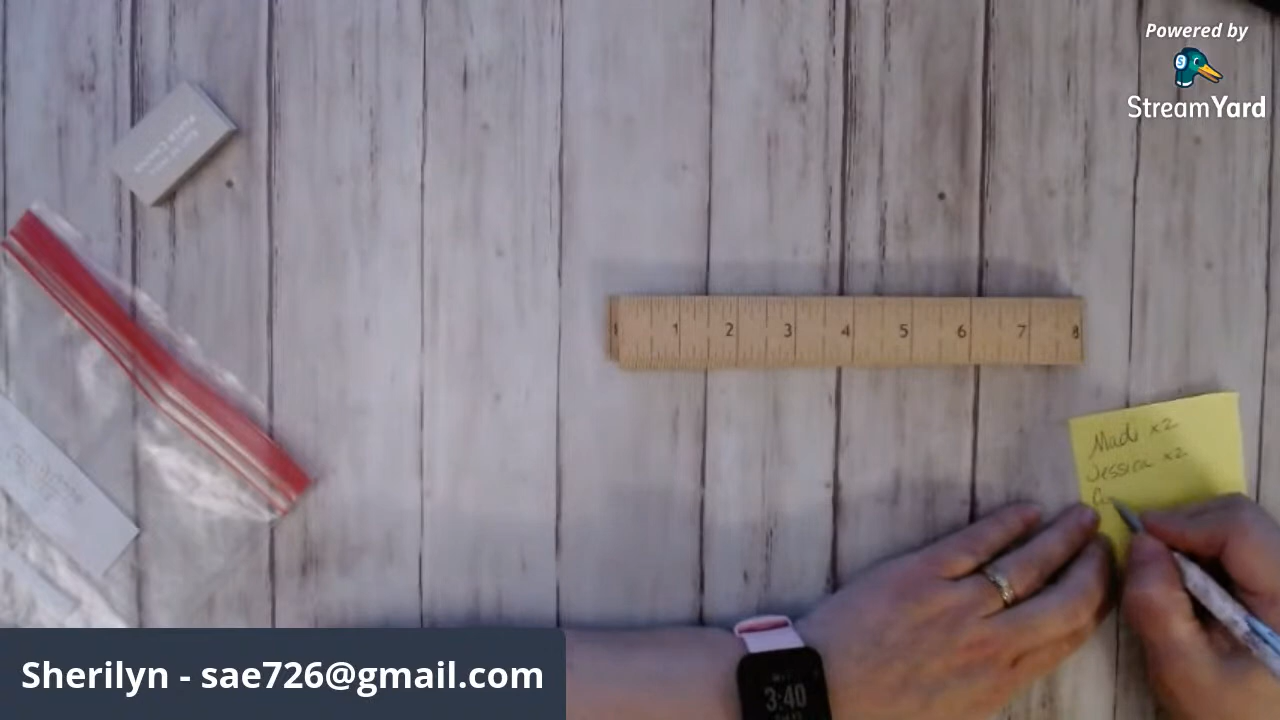 Powered by
StreamYard
1 2 3 4 5 6 7 8
Madi x2
Jessica x2
3:40
Sherilyn - sae726@gmail.com